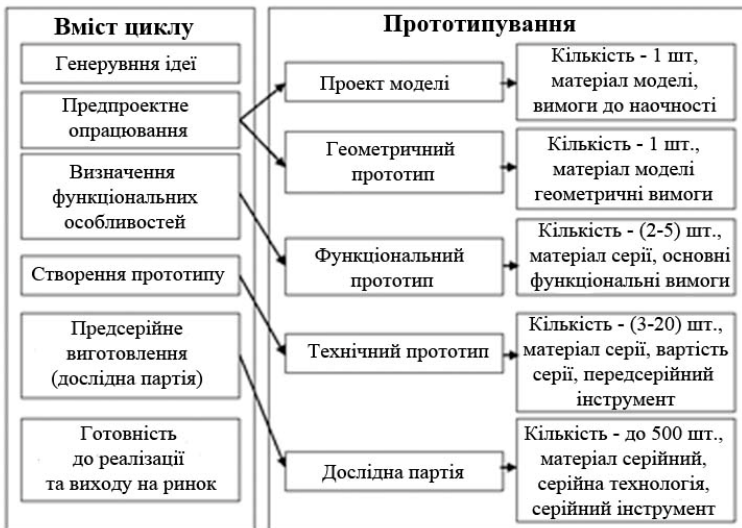 Вміст циклу
Генерувння ідеї
Предпроектне
опрацювання
Визначення
функціональних
особливостей
Створення прототипу
Предсерійне
виготовлення
(дослідна партія)
Готовність
до реалізації
та виходу на ринок
Прототипування
Проект моделі
Геометричний
прототип
Функціональний
прототип
Технічний прототип
Дослідна партія
Кількість - 1 шт,
матеріал моделі,
вимоги до наочності
Кількість - 1 шт.,
матеріал моделі
геометричні вимоги
Кількість - (2-5) шт.,
матеріал серії, основні
функціональні вимоги
Кількість - (3-20) шт.,
матеріал серії, вартість
серії, передсерійний
інструмент
Кількість - до 500 шт.,
матеріал серійний,
серійна технологія,
серійний інструмент